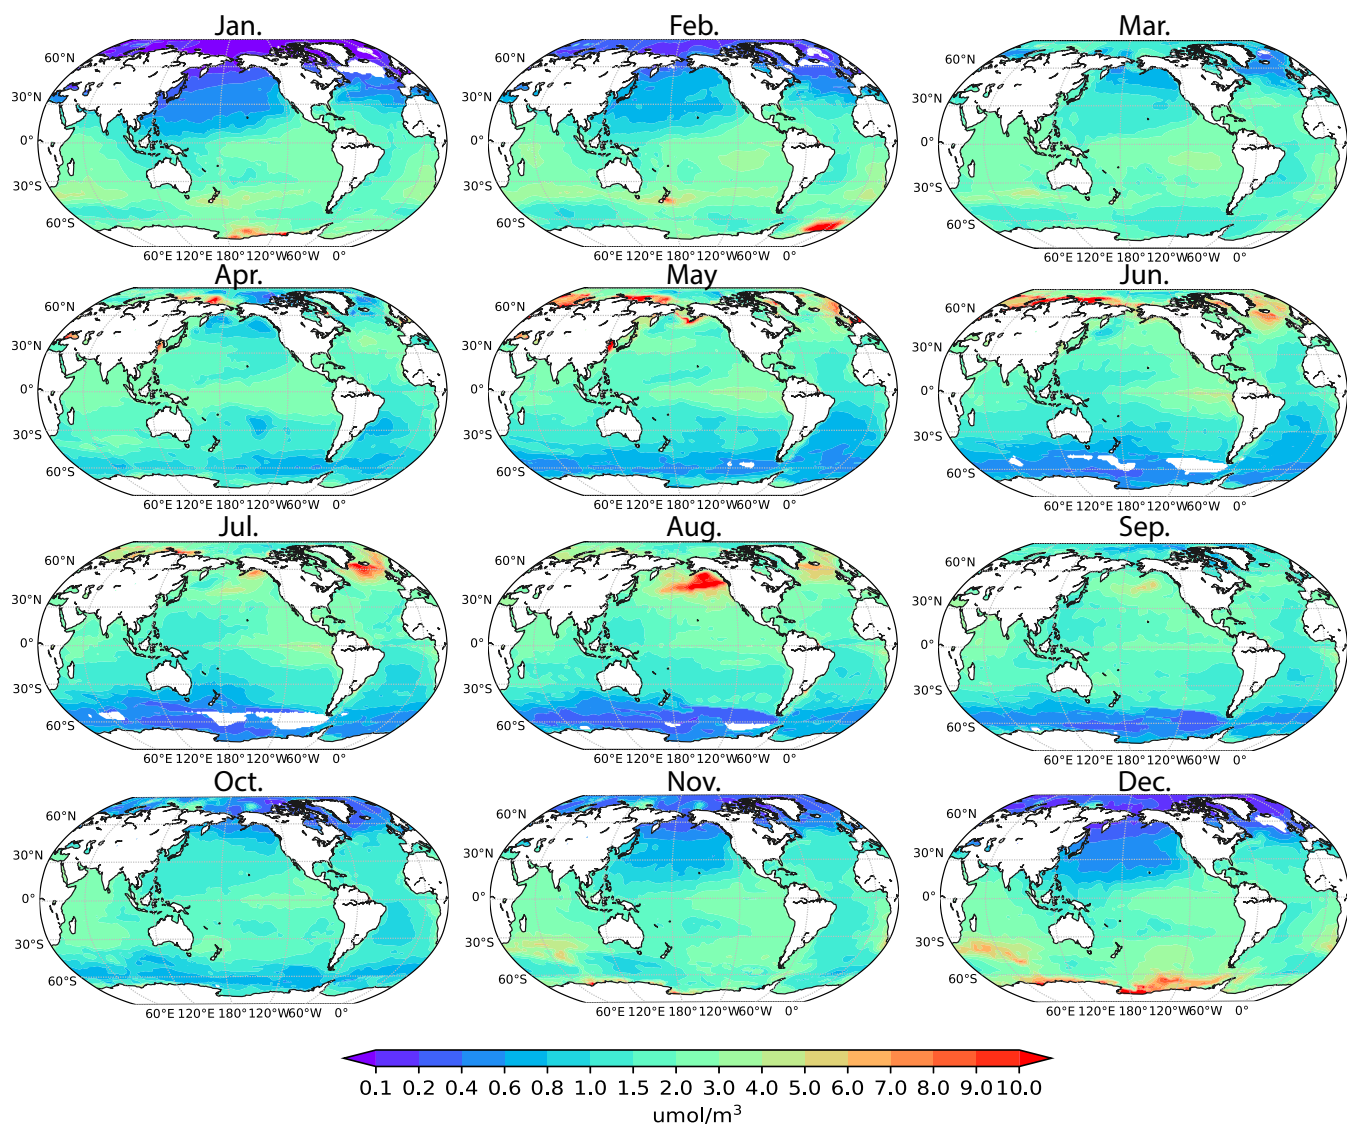 Jan. Feb. Mar.
60°N 60°N 60°N
30°N 30°N 30°N
0° 0° 0°
30°S 30°S 30°S
60°S 60°S 60°S
60°E 120°E 180° 120°W 60°W 0° 60°E 120°E 180° 120°W 60°W 0° 60°E 120°E 180° 120°W 60°W 0°
Apr. May Jun.
60°N 60°N 60°N
30°N 30°N 30°N
0° 0° 0°
30°S 30°S 30°S
60°S 60°S 60°S
60°E 120°E 180° 120°W 60°W 0° 60°E 120°E 180° 120°W 60°W 0° 60°E 120°E 180° 120°W 60°W 0°
Jul. Aug. Sep.
60°N 60°N 60°N
30°N 30°N 30°N
0° 0° 0°
30°S 30°S 30°S
60°S 60°S 60°S
60°E 120°E 180° 120°W 60°W 0° 60°E 120°E 180° 120°W 60°W 0° 60°E 120°E 180° 120°W 60°W 0°
Oct. Nov. Dec.
60°N 60°N 60°N
30°N 30°N 30°N
0° 0° 0°
30°S 30°S 30°S
60°S 60°S 60°S
60°E 120°E 180° 120°W 60°W 0° 60°E 120°E 180° 120°W 60°W 0° 60°E 120°E 180° 120°W 60°W 0°
0.1 0.2 0.4 0.6 0.8 1.0 1.5 2.0 3.0 4.0 5.0 6.0 7.0 8.0 9.0 10.0
umol/m³